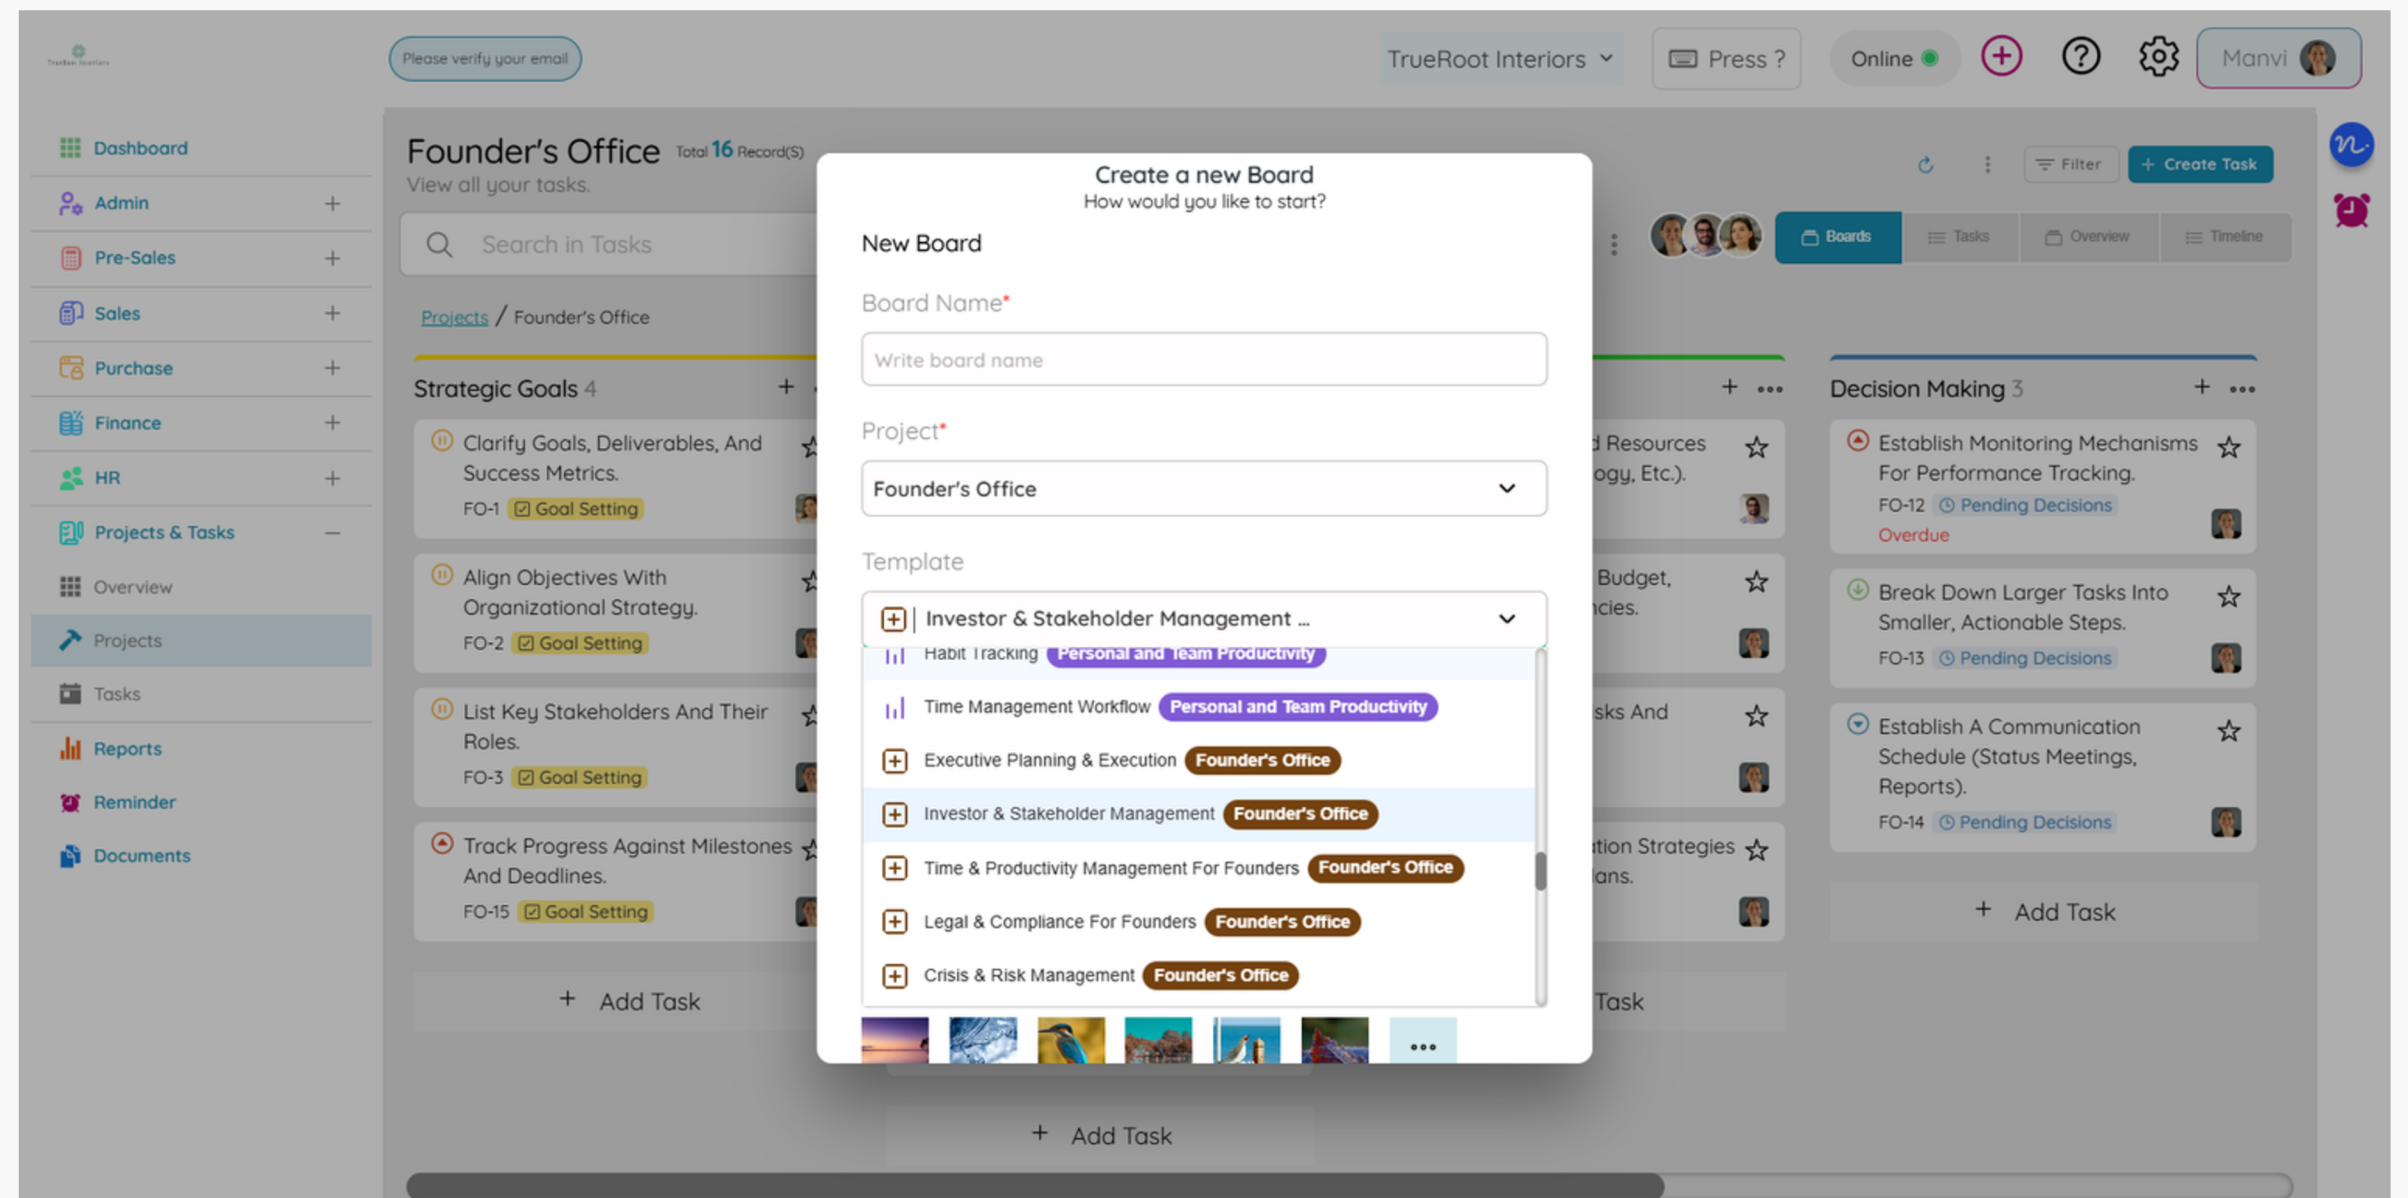 TrueRoot Interiors
Please verify your email
TrueRoot Interiors
Press ?
Online
Manvi
Dashboard
Admin
Pre-Sales
Sales
Purchase
Finance
HR
Projects & Tasks
Overview
Projects
Tasks
Reports
Reminder
Documents
Founder's Office Total 16 Record(S)
View all your tasks.
Filter
+ Create Task
Search in Tasks
Boards
Tasks
Overview
Timeline
Projects / Founder's Office
Strategic Goals 4
Clarify Goals, Deliverables, And
Success Metrics.
FO-1 Goal Setting
Align Objectives With
Organizational Strategy.
FO-2 Goal Setting
List Key Stakeholders And Their
Roles.
FO-3 Goal Setting
Track Progress Against Milestones
And Deadlines.
FO-15 Goal Setting
+ Add Task
Create a new Board
How would you like to start?
New Board
Board Name*
Write board name
Project*
Founder's Office
Template
Investor & Stakeholder Management ...
Habit Tracking Personal and Team Productivity
Time Management Workflow Personal and Team Productivity
Executive Planning & Execution Founder's Office
Investor & Stakeholder Management Founder's Office
Time & Productivity Management For Founders Founder's Office
Legal & Compliance For Founders Founder's Office
Crisis & Risk Management Founder's Office
+ Add Task
Resources
ogy, Etc.).
Budget,
cies.
sks And
tion Strategies
ans.
Task
Decision Making 3
Establish Monitoring Mechanisms
For Performance Tracking.
FO-12 Pending Decisions
Overdue
Break Down Larger Tasks Into
Smaller, Actionable Steps.
FO-13 Pending Decisions
Establish A Communication
Schedule (Status Meetings,
Reports).
FO-14 Pending Decisions
+ Add Task
n.